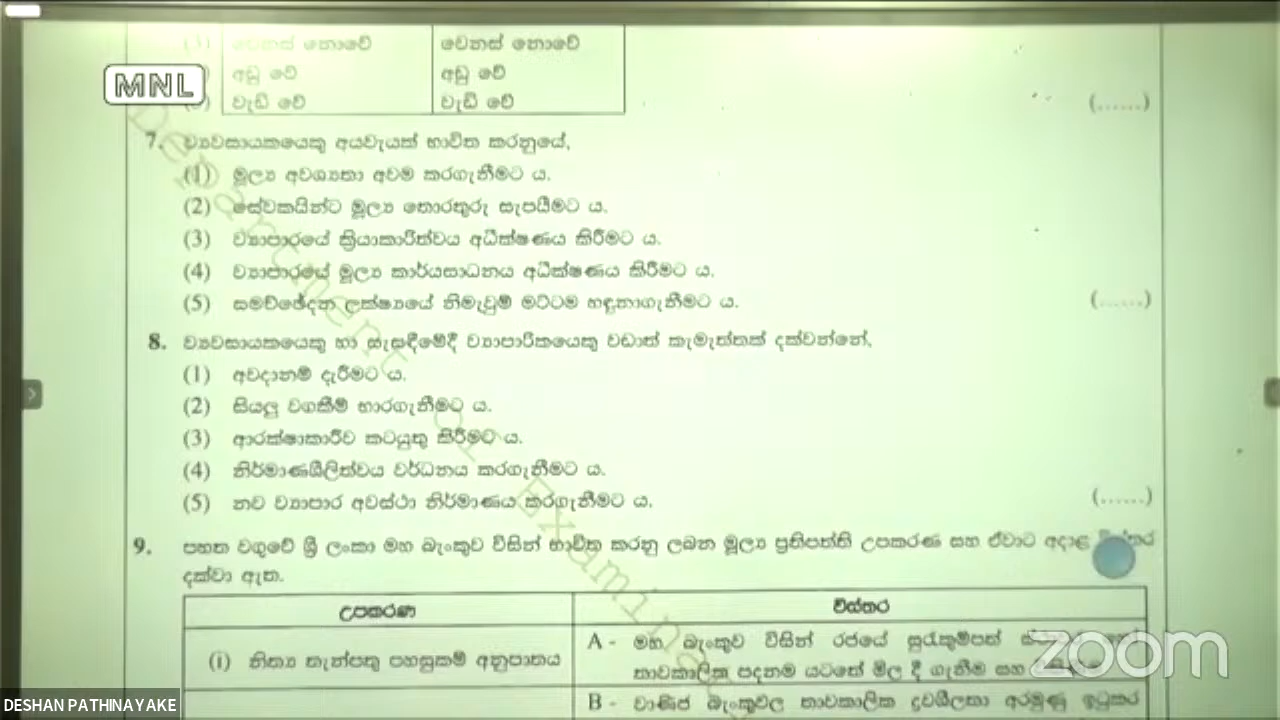 වෙනස් නොවේ වෙනස් නොවේ
MNL අඩු වේ අඩු වේ
වැඩි වේ වැඩි වේ (......)
7. ව්‍යවසායකයෙකු අයවැයක් භාවිත කරනුයේ,
(1) මූල්‍ය අවශ්‍යතා අවම කරගැනීමට ය.
(2) සේවකයින්ට මූල්‍ය තොරතුරු සැපයීමට ය.
(3) ව්‍යාපාරයේ ක්‍රියාකාරිත්වය අධීක්ෂණය කිරීමට ය.
(4) ව්‍යාපාරයේ මූල්‍ය කාර්යසාධනය අධීක්ෂණය කිරීමට ය.
(5) සමච්ඡේදන ලක්ෂ්‍යයේ නිමැවුම් මට්ටම හඳුනාගැනීමට ය. (......)
8. ව්‍යවසායකයෙකු හා සැසඳීමේදී ව්‍යාපාරිකයෙකු වඩාත් කැමැත්තක් දක්වන්නේ,
(1) අවදානම් දැරීමට ය.
(2) සියලු වගකීම් භාරගැනීමට ය.
(3) ආරක්ෂාකාරීව කටයුතු කිරීමට ය.
(4) නිර්මාණශීලිත්වය වර්ධනය කරගැනීමට ය.
(5) නව ව්‍යාපාර අවස්ථා නිර්මාණය කරගැනීමට ය. (......)
9. පහත වගුවේ ශ්‍රී ලංකා මහ බැංකුව විසින් භාවිත කරනු ලබන මූල්‍ය ප්‍රතිපත්ති උපකරණ සහ ඒවාට අදාළ
දක්වා ඇත.
උපකරණ විස්තර
(i) නිත්‍ය තැන්පතු පහසුකම් අනුපාතය
A - මහ බැංකුව විසින් රජයේ සුරැකුම්පත්
තාවකාලික පදනම යටතේ මිල දී ගැනීම සහ
B - වාණිජ බැංකුවල තාවකාලික ද්‍රවශීලතා අරමුණු ඉටුකර
Department of Examina
zoom
DESHAN PATHINAYAKE